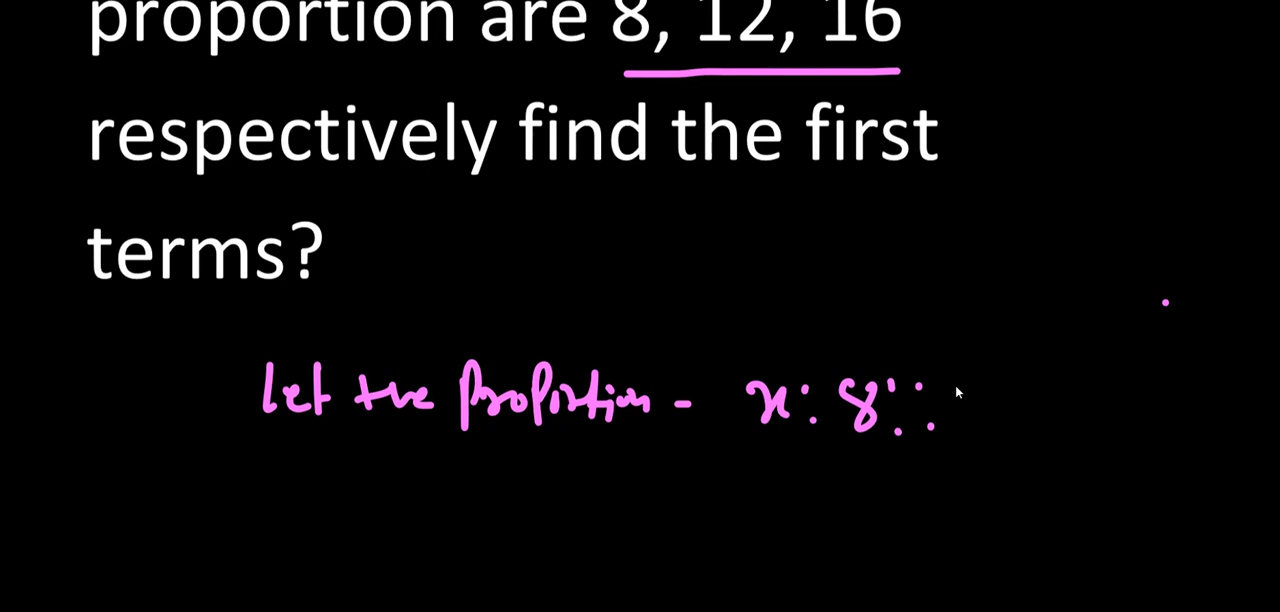 proportion are 8, 12, 16
respectively find the first
terms?
let the proportion - x : 8 : :